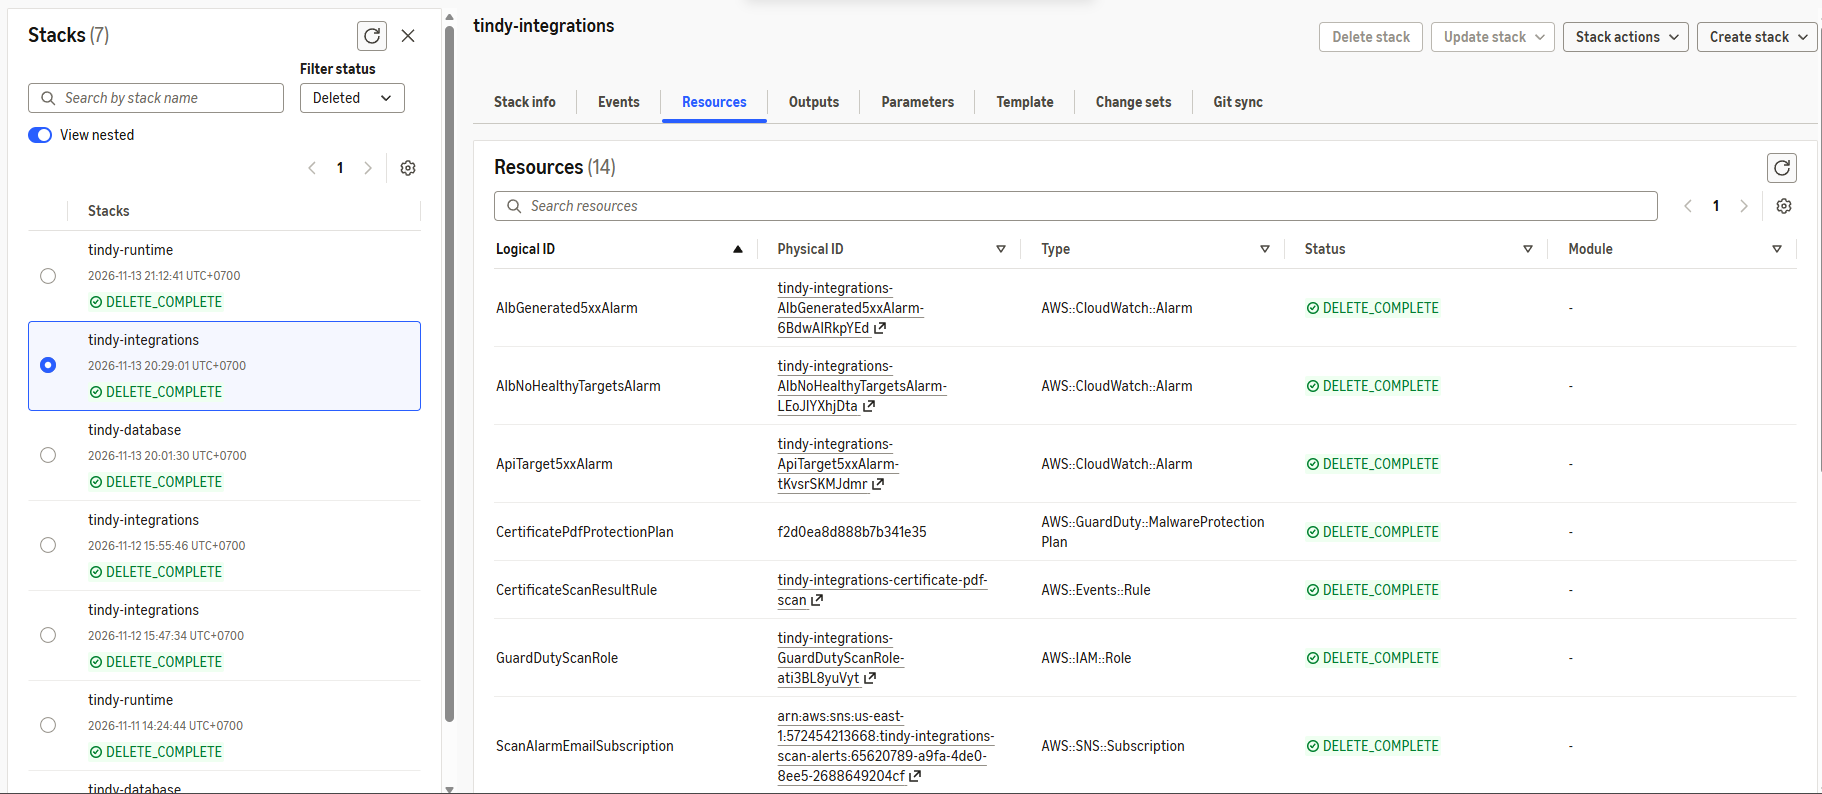 Stacks (7)
Filter status
Search by stack name
Deleted
View nested
1
Stacks
tindy-runtime
2026-11-13 21:12:41 UTC+0700
DELETE_COMPLETE
tindy-integrations
2026-11-13 20:29:01 UTC+0700
DELETE_COMPLETE
tindy-database
2026-11-13 20:01:30 UTC+0700
DELETE_COMPLETE
tindy-integrations
2026-11-12 15:55:46 UTC+0700
DELETE_COMPLETE
tindy-integrations
2026-11-12 15:47:34 UTC+0700
DELETE_COMPLETE
tindy-runtime
2026-11-11 14:24:44 UTC+0700
DELETE_COMPLETE
tindy-database
tindy-integrations
Delete stack
Update stack
Stack actions
Create stack
Stack info
Events
Resources
Outputs
Parameters
Template
Change sets
Git sync
Resources (14)
Search resources
1
Logical ID
Physical ID
Type
Status
Module
AlbGenerated5xxAlarm
tindy-integrations-
AlbGenerated5xxAlarm-
6BdwAIRkpYEd
AWS::CloudWatch::Alarm
DELETE_COMPLETE
-
AlbNoHealthyTargetsAlarm
tindy-integrations-
AlbNoHealthyTargetsAlarm-
LEoJIYXhjDta
AWS::CloudWatch::Alarm
DELETE_COMPLETE
-
ApiTarget5xxAlarm
tindy-integrations-
ApiTarget5xxAlarm-
tKvsrSKMJdmr
AWS::CloudWatch::Alarm
DELETE_COMPLETE
-
CertificatePdfProtectionPlan
f2d0ea8d888b7b341e35
AWS::GuardDuty::MalwareProtection
Plan
DELETE_COMPLETE
-
CertificateScanResultRule
tindy-integrations-certificate-pdf-
scan
AWS::Events::Rule
DELETE_COMPLETE
-
GuardDutyScanRole
tindy-integrations-
GuardDutyScanRole-
ati3BL8yuVyt
AWS::IAM::Role
DELETE_COMPLETE
-
ScanAlarmEmailSubscription
arn:aws:sns:us-east-
1:572454213668:tindy-integrations-
scan-alerts:65620789-a9fa-4de0-
8ee5-2688649204cf
AWS::SNS::Subscription
DELETE_COMPLETE
-